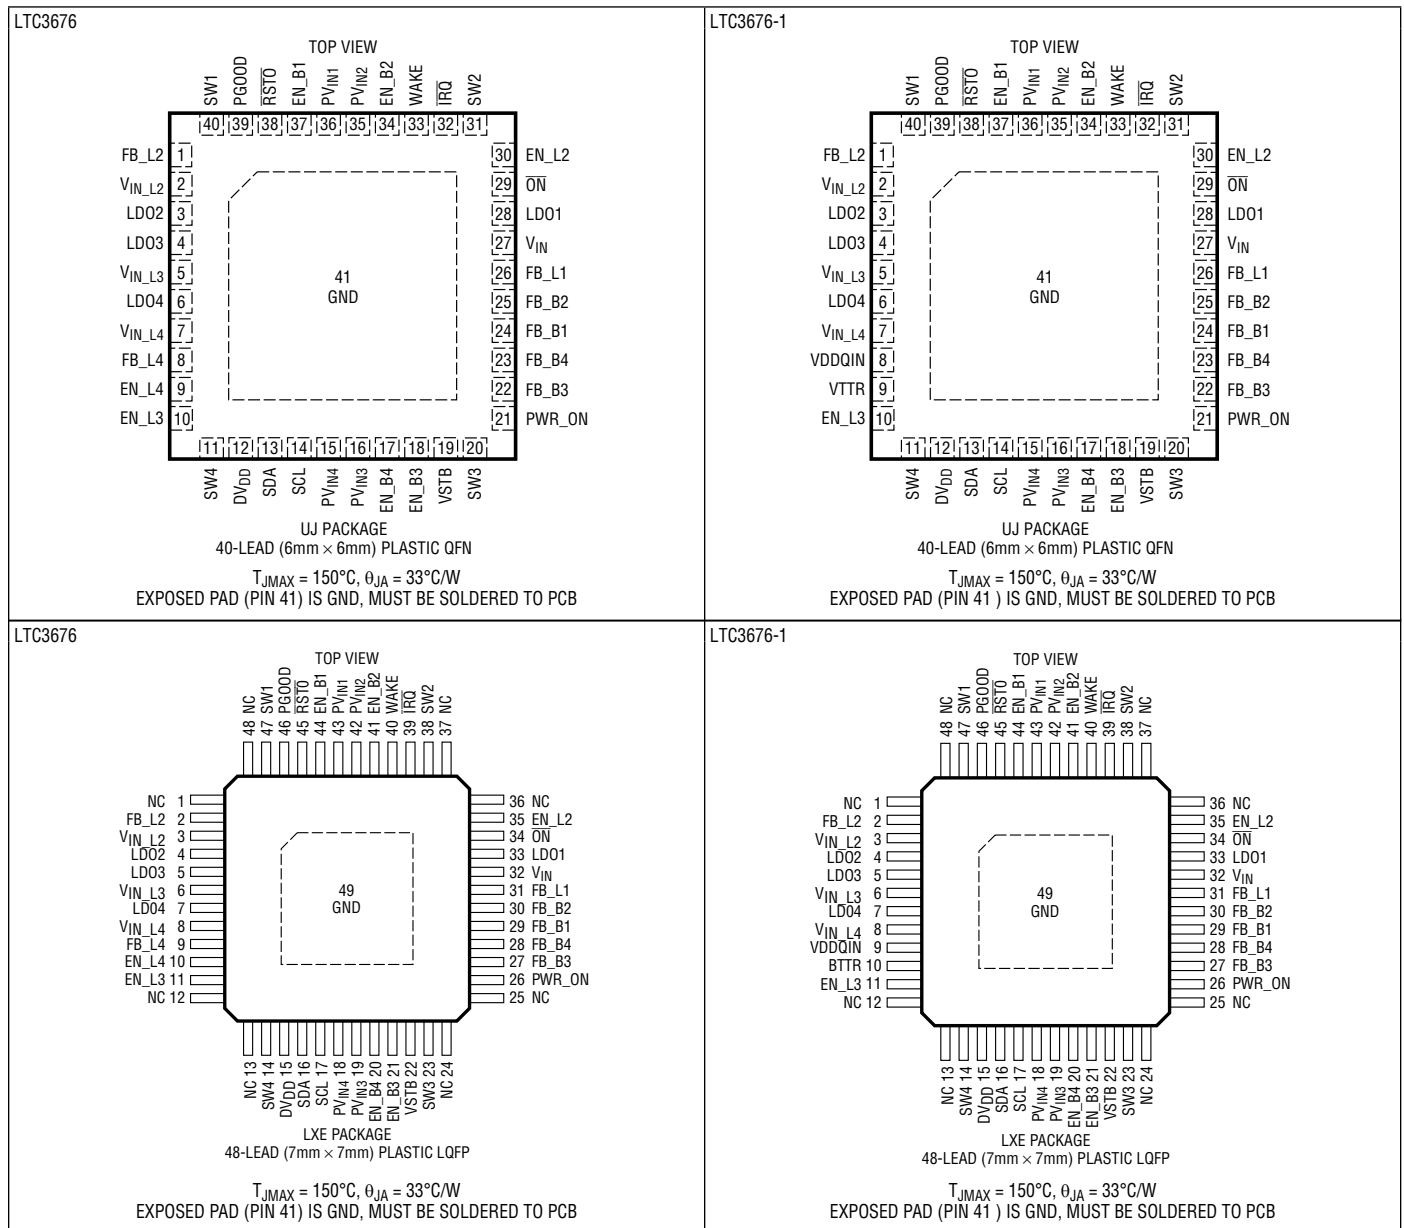 LTC3676
TOP VIEW
SW1 PGOOD RSTO EN_B1 PVIN1 PVIN2 EN_B2 WAKE IRQ SW2
40 39 38 37 36 35 34 33 32 31
FB_L2 1
VIN_L2 2
LDO2 3
LDO3 4
VIN_L3 5
LDO4 6
VIN_L4 7
FB_L4 8
EN_L4 9
EN_L3 10
41
GND
30 EN_L2
29 ON
28 LDO1
27 VIN
26 FB_L1
25 FB_B2
24 FB_B1
23 FB_B4
22 FB_B3
21 PWR_ON
11 12 13 14 15 16 17 18 19 20
SW4 DVDD SDA SCL PVIN4 PVIN3 EN_B4 EN_B3 VSTB SW3
UJ PACKAGE
40-LEAD (6mm × 6mm) PLASTIC QFN
TJMAX = 150°C, θJA = 33°C/W
EXPOSED PAD (PIN 41) IS GND, MUST BE SOLDERED TO PCB
LTC3676-1
TOP VIEW
SW1 PGOOD RSTO EN_B1 PVIN1 PVIN2 EN_B2 WAKE IRQ SW2
40 39 38 37 36 35 34 33 32 31
FB_L2 1
VIN_L2 2
LDO2 3
LDO3 4
VIN_L3 5
LDO4 6
VIN_L4 7
VDDQIN 8
VTTR 9
EN_L3 10
41
GND
30 EN_L2
29 ON
28 LDO1
27 VIN
26 FB_L1
25 FB_B2
24 FB_B1
23 FB_B4
22 FB_B3
21 PWR_ON
11 12 13 14 15 16 17 18 19 20
SW4 DVDD SDA SCL PVIN4 PVIN3 EN_B4 EN_B3 VSTB SW3
UJ PACKAGE
40-LEAD (6mm × 6mm) PLASTIC QFN
TJMAX = 150°C, θJA = 33°C/W
EXPOSED PAD (PIN 41 ) IS GND, MUST BE SOLDERED TO PCB
LTC3676
TOP VIEW
48 NC
47 SW1
46 PGOOD
45 RSTO
44 EN_B1
43 PVIN1
42 PVIN2
41 EN_B2
40 WAKE
39 IRQ
38 SW2
37 NC
NC 1
FB_L2 2
VIN_L2 3
LDO2 4
LDO3 5
VIN_L3 6
LDO4 7
VIN_L4 8
FB_L4 9
EN_L4 10
EN_L3 11
NC 12
49
GND
36 NC
35 EN_L2
34 ON
33 LDO1
32 VIN
31 FB_L1
30 FB_B2
29 FB_B1
28 FB_B4
27 FB_B3
26 PWR_ON
25 NC
NC 13
SW4 14
DVDD 15
SDA 16
SCL 17
PVIN4 18
PVIN3 19
EN_B4 20
EN_B3 21
VSTB 22
SW3 23
NC 24
LXE PACKAGE
48-LEAD (7mm × 7mm) PLASTIC LQFP
TJMAX = 150°C, θJA = 33°C/W
EXPOSED PAD (PIN 41) IS GND, MUST BE SOLDERED TO PCB
LTC3676-1
TOP VIEW
48 NC
47 SW1
46 PGOOD
45 RSTO
44 EN_B1
43 PVIN1
42 PVIN2
41 EN_B2
40 WAKE
39 IRQ
38 SW2
37 NC
NC 1
FB_L2 2
VIN_L2 3
LDO2 4
LDO3 5
VIN_L3 6
LDO4 7
VIN_L4 8
VDDQIN 9
BTTR 10
EN_L3 11
NC 12
49
GND
36 NC
35 EN_L2
34 ON
33 LDO1
32 VIN
31 FB_L1
30 FB_B2
29 FB_B1
28 FB_B4
27 FB_B3
26 PWR_ON
25 NC
NC 13
SW4 14
DVDD 15
SDA 16
SCL 17
PVIN4 18
PVIN3 19
EN_B4 20
EN_B3 21
VSTB 22
SW3 23
NC 24
LXE PACKAGE
48-LEAD (7mm × 7mm) PLASTIC LQFP
TJMAX = 150°C, θJA = 33°C/W
EXPOSED PAD (PIN 41 ) IS GND, MUST BE SOLDERED TO PCB